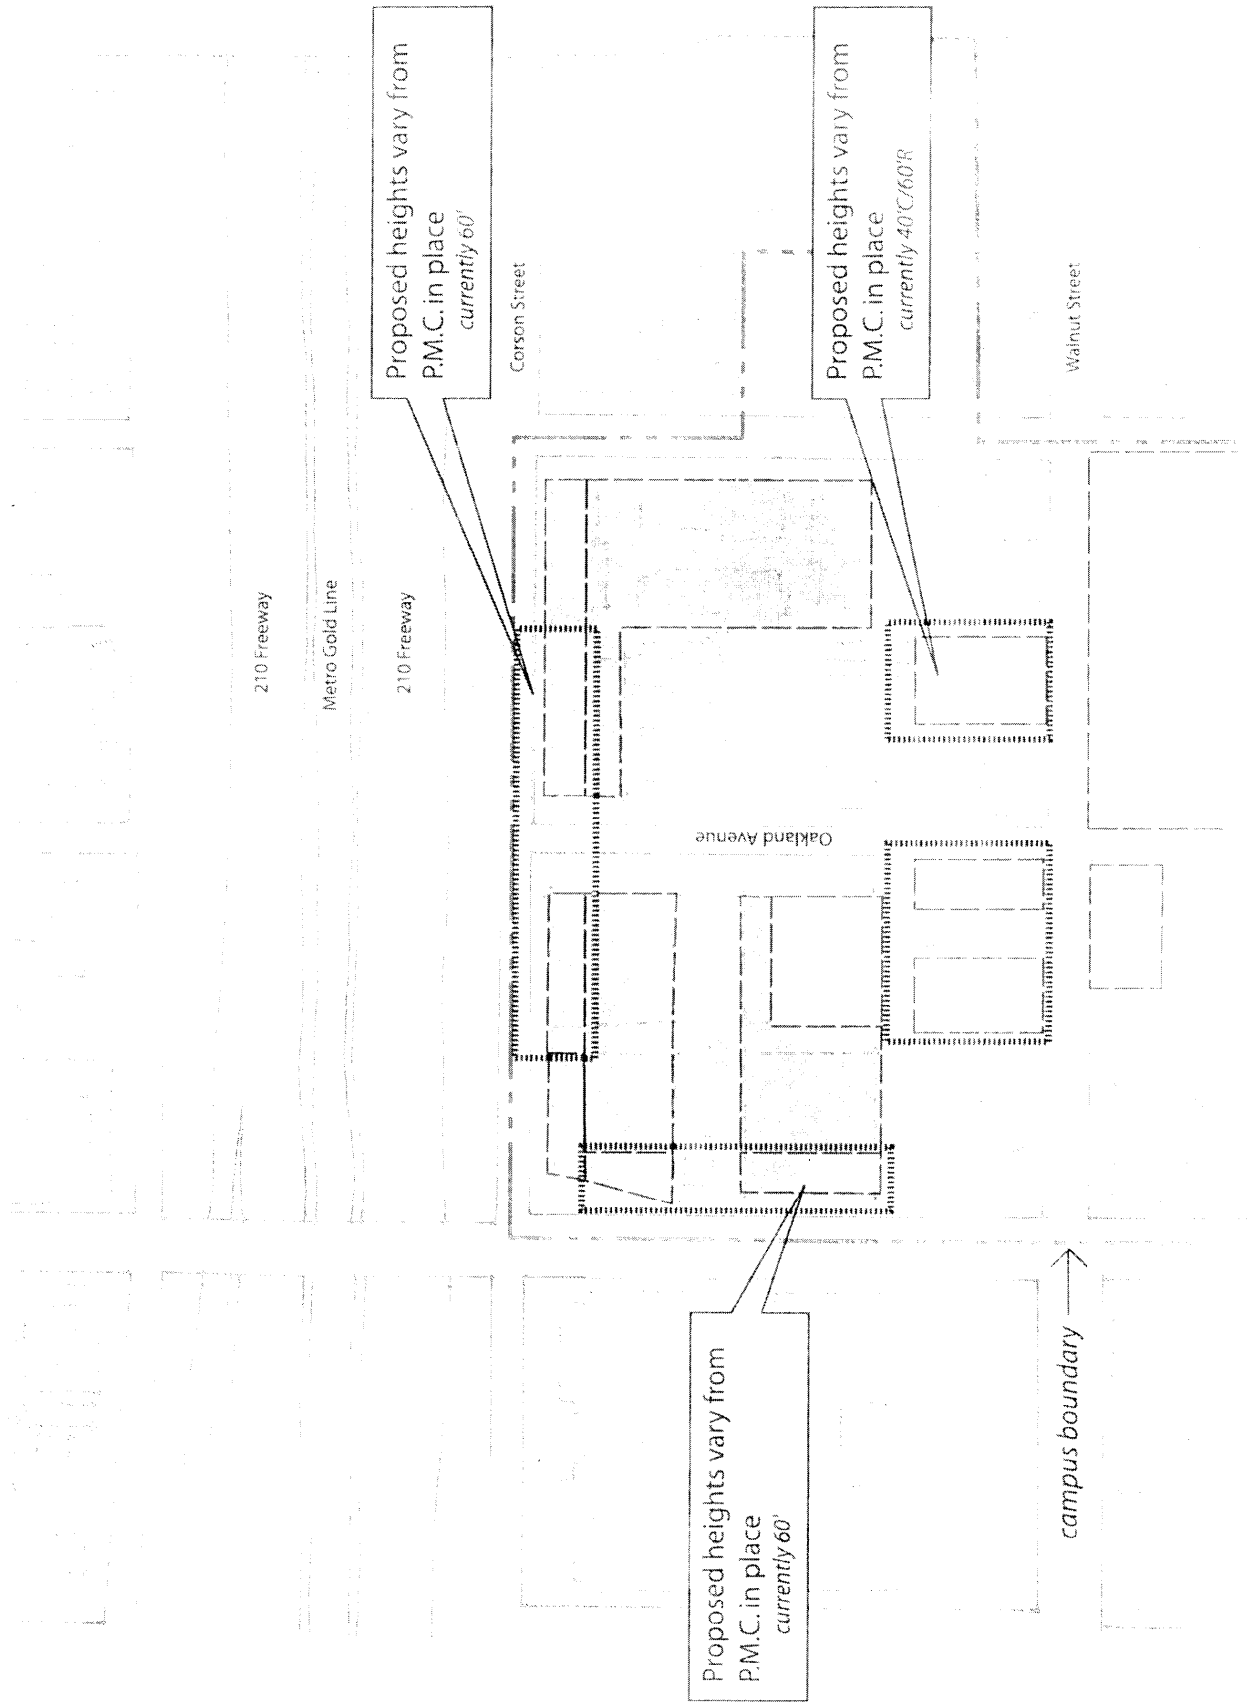 Proposed heights vary from
P.M.C. in place
currently 60'
Proposed heights vary from
P.M.C. in place
currently 40'C/60'R
Proposed heights vary from
P.M.C. in place
currently 60'
210 Freeway
Metro Gold Line
210 Freeway
Corson Street
Oakland Avenue
Walnut Street
campus boundary